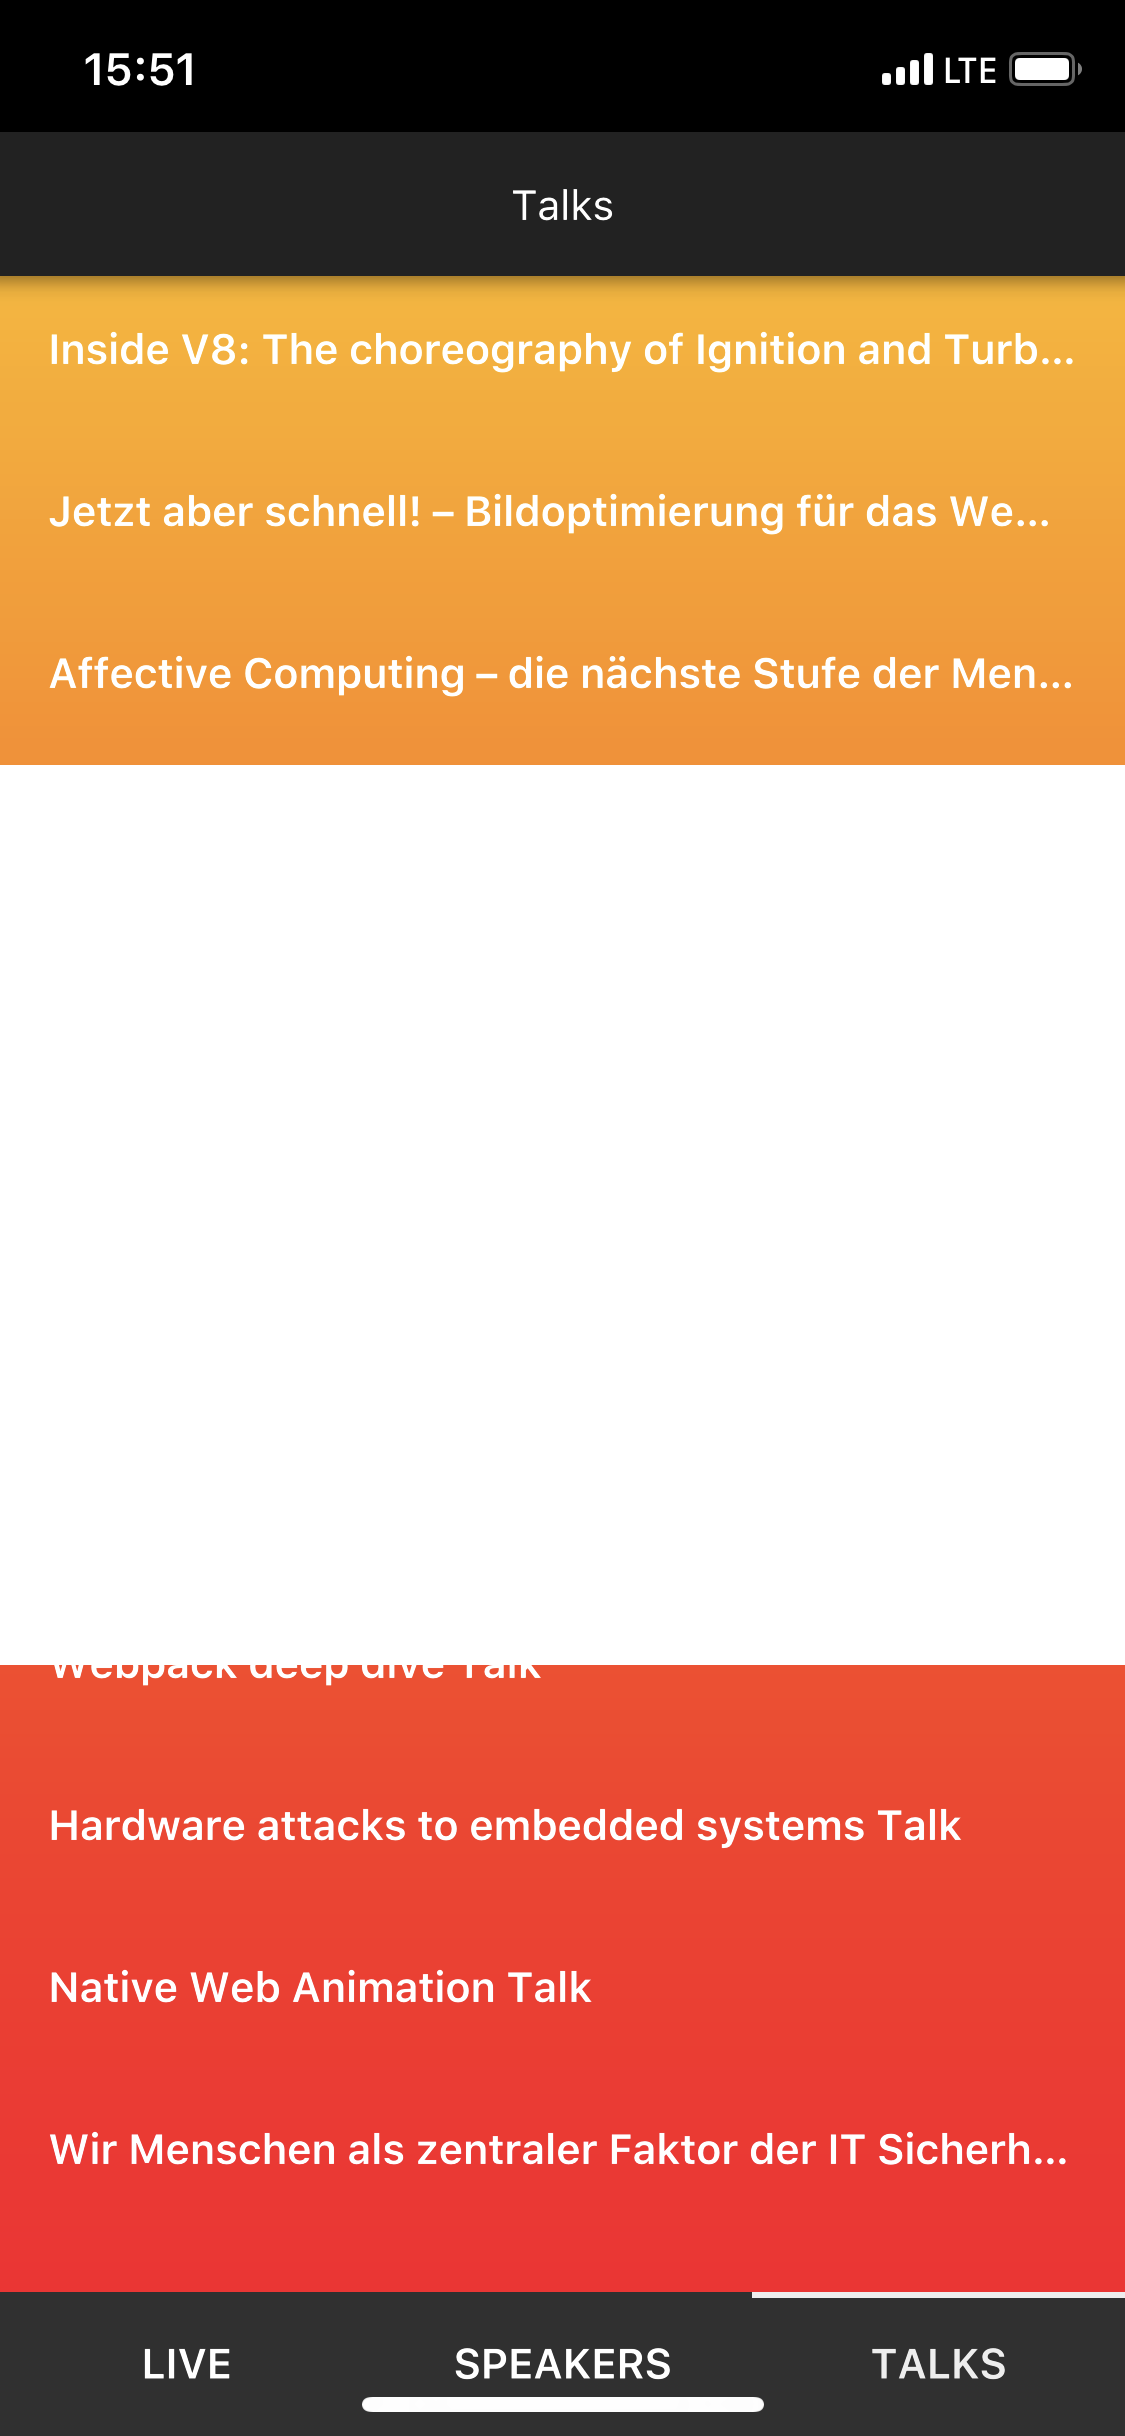 15:51
LTE
Talks
Inside V8: The choreography of Ignition and Turb...
Jetzt aber schnell! – Bildoptimierung für das We...
Affective Computing – die nächste Stufe der Men...
Webpack deep dive Talk
Hardware attacks to embedded systems Talk
Native Web Animation Talk
Wir Menschen als zentraler Faktor der IT Sicherh...
LIVE
SPEAKERS
TALKS